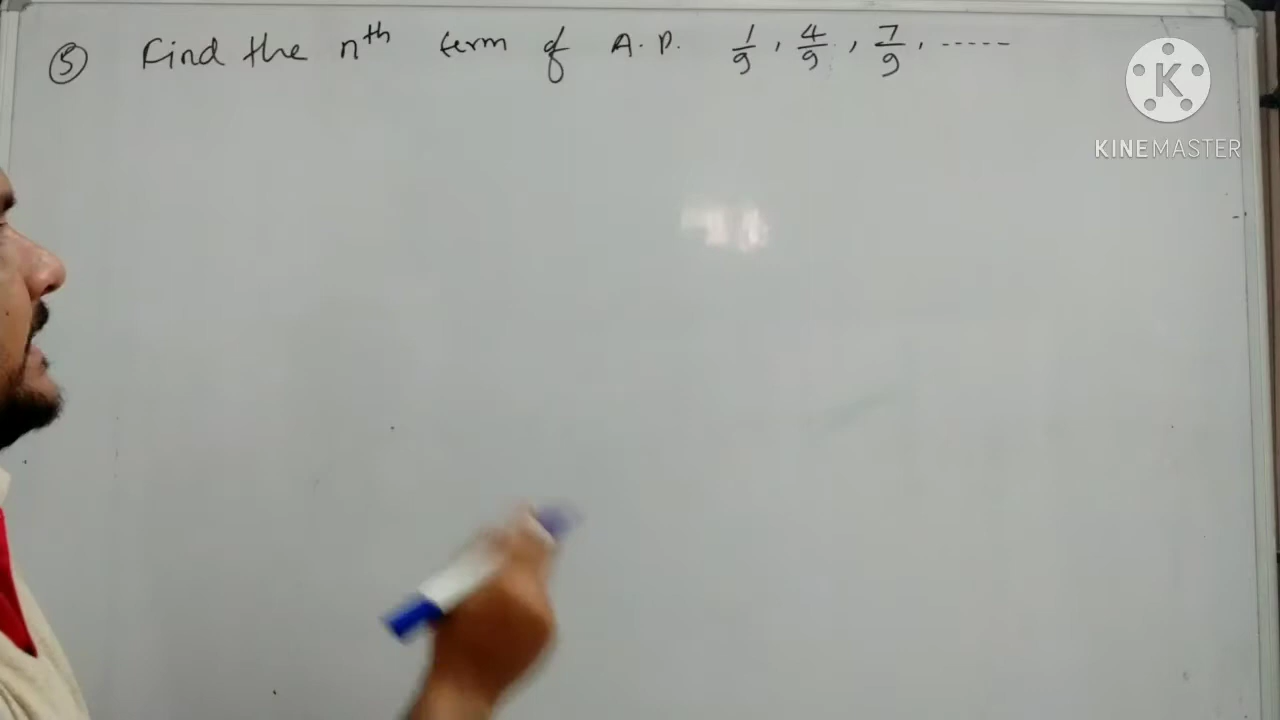 ⑤ Find the nth term of A.P. 1/9, 4/9, 7/9, -----
K
KINEMASTER